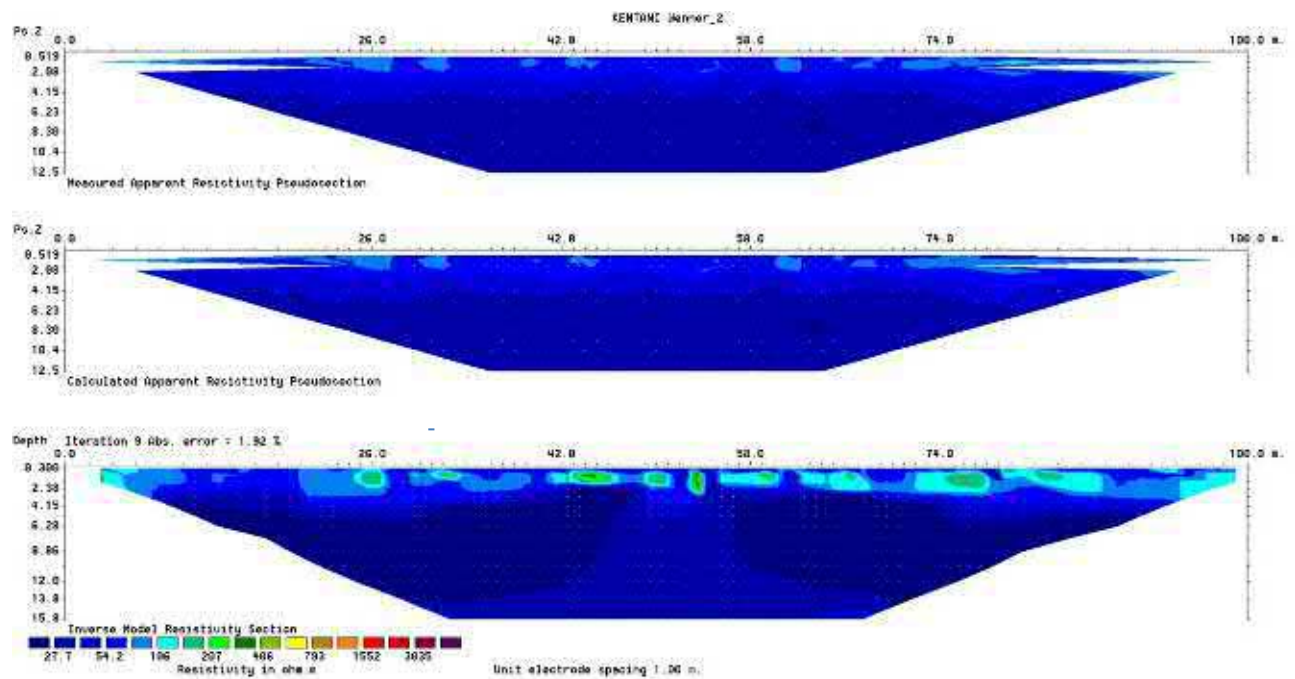 KENTANI Wenner_2
Ps.Z 0.0 26.0 42.0 58.0 74.0 100.0 m.
0.519
2.08
4.15
6.23
8.30
10.4
12.5
Measured Apparent Resistivity Pseudosection
Ps.Z 0.0 26.0 42.0 58.0 74.0 100.0 m.
0.519
2.08
4.15
6.23
8.30
10.4
12.5
Calculated Apparent Resistivity Pseudosection
Depth Iteration 9 Abs. error = 1.92 %
0.0 26.0 42.0 58.0 74.0 100.0 m.
2.38
4.15
6.28
8.86
12.0
13.8
15.8
Inverse Model Resistivity Section
27.7 54.2 106 207 406 793 1552 3035
Resistivity in ohm.m
Unit electrode spacing 1.00 m.